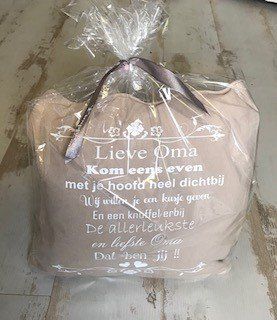 Lieve Oma
Kom eens even
met je hoofd heel dichtbij
Wij willen je een kusje geven
En een knuffel erbij
De allerleukste
en liefste Oma
Dat ben jij !!